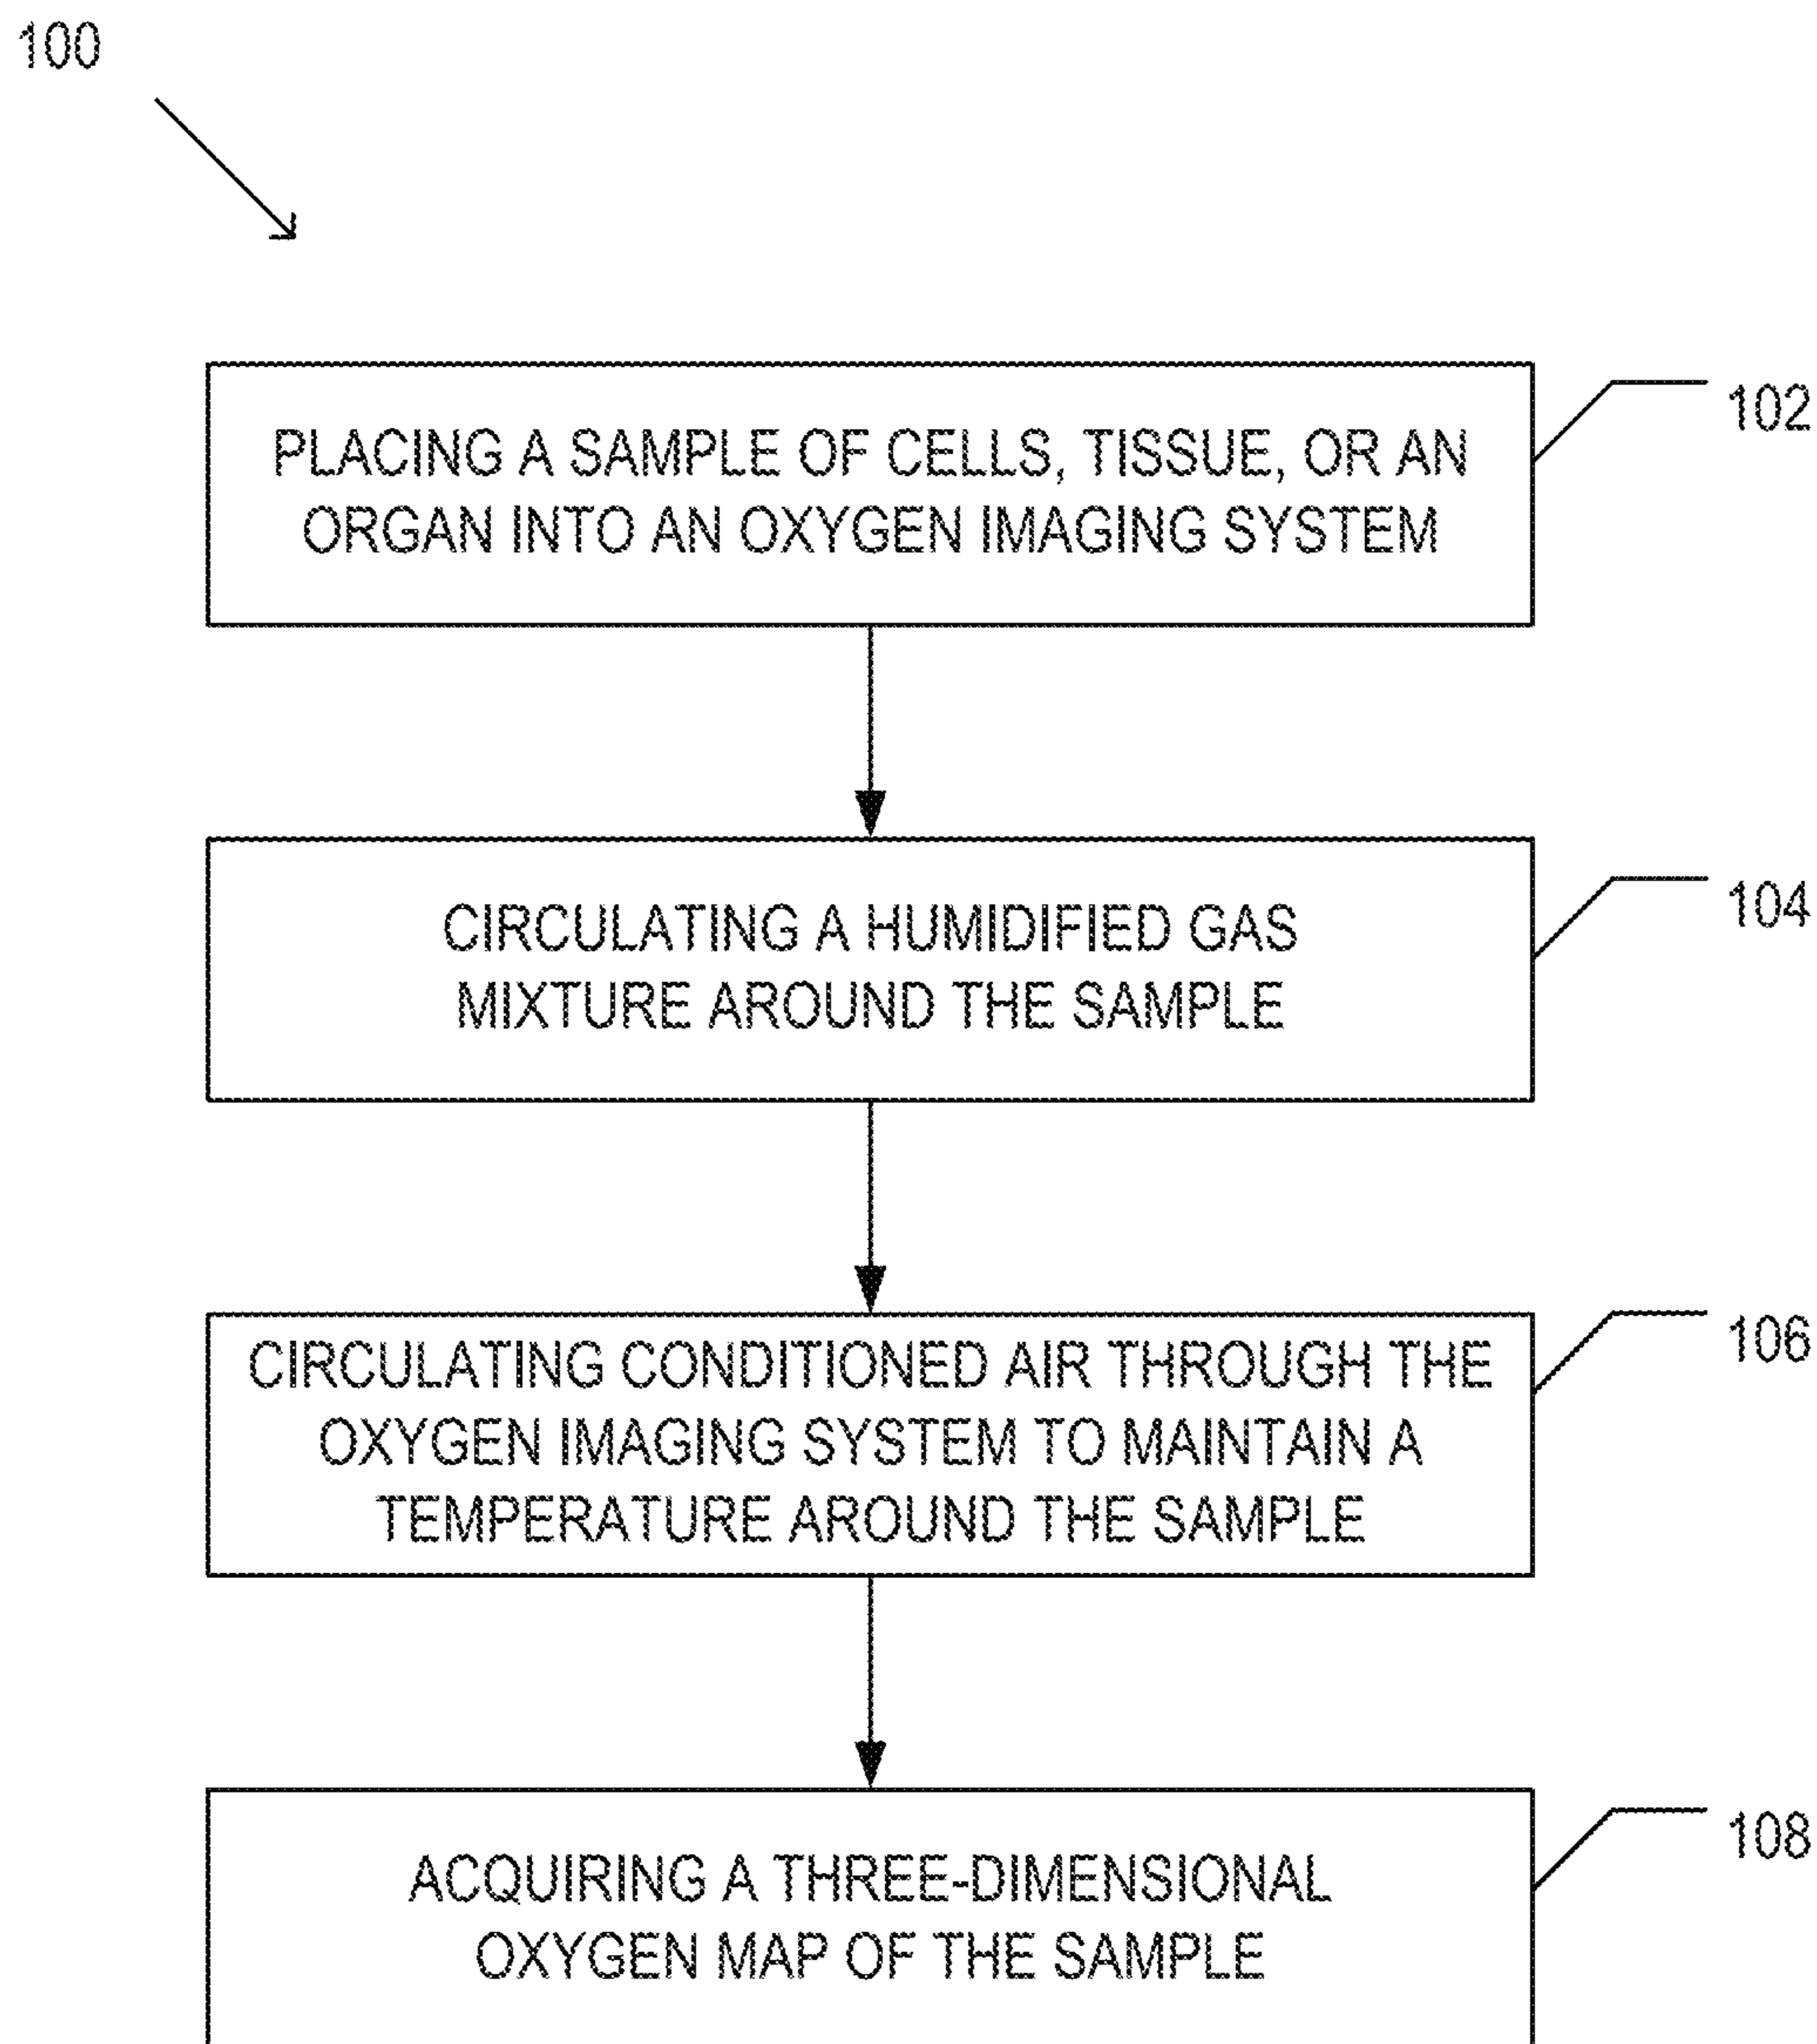 100
PLACING A SAMPLE OF CELLS, TISSUE, OR AN
ORGAN INTO AN OXYGEN IMAGING SYSTEM
102
CIRCULATING A HUMIDIFIED GAS
MIXTURE AROUND THE SAMPLE
104
CIRCULATING CONDITIONED AIR THROUGH THE
OXYGEN IMAGING SYSTEM TO MAINTAIN A
TEMPERATURE AROUND THE SAMPLE
106
ACQUIRING A THREE-DIMENSIONAL
OXYGEN MAP OF THE SAMPLE
108